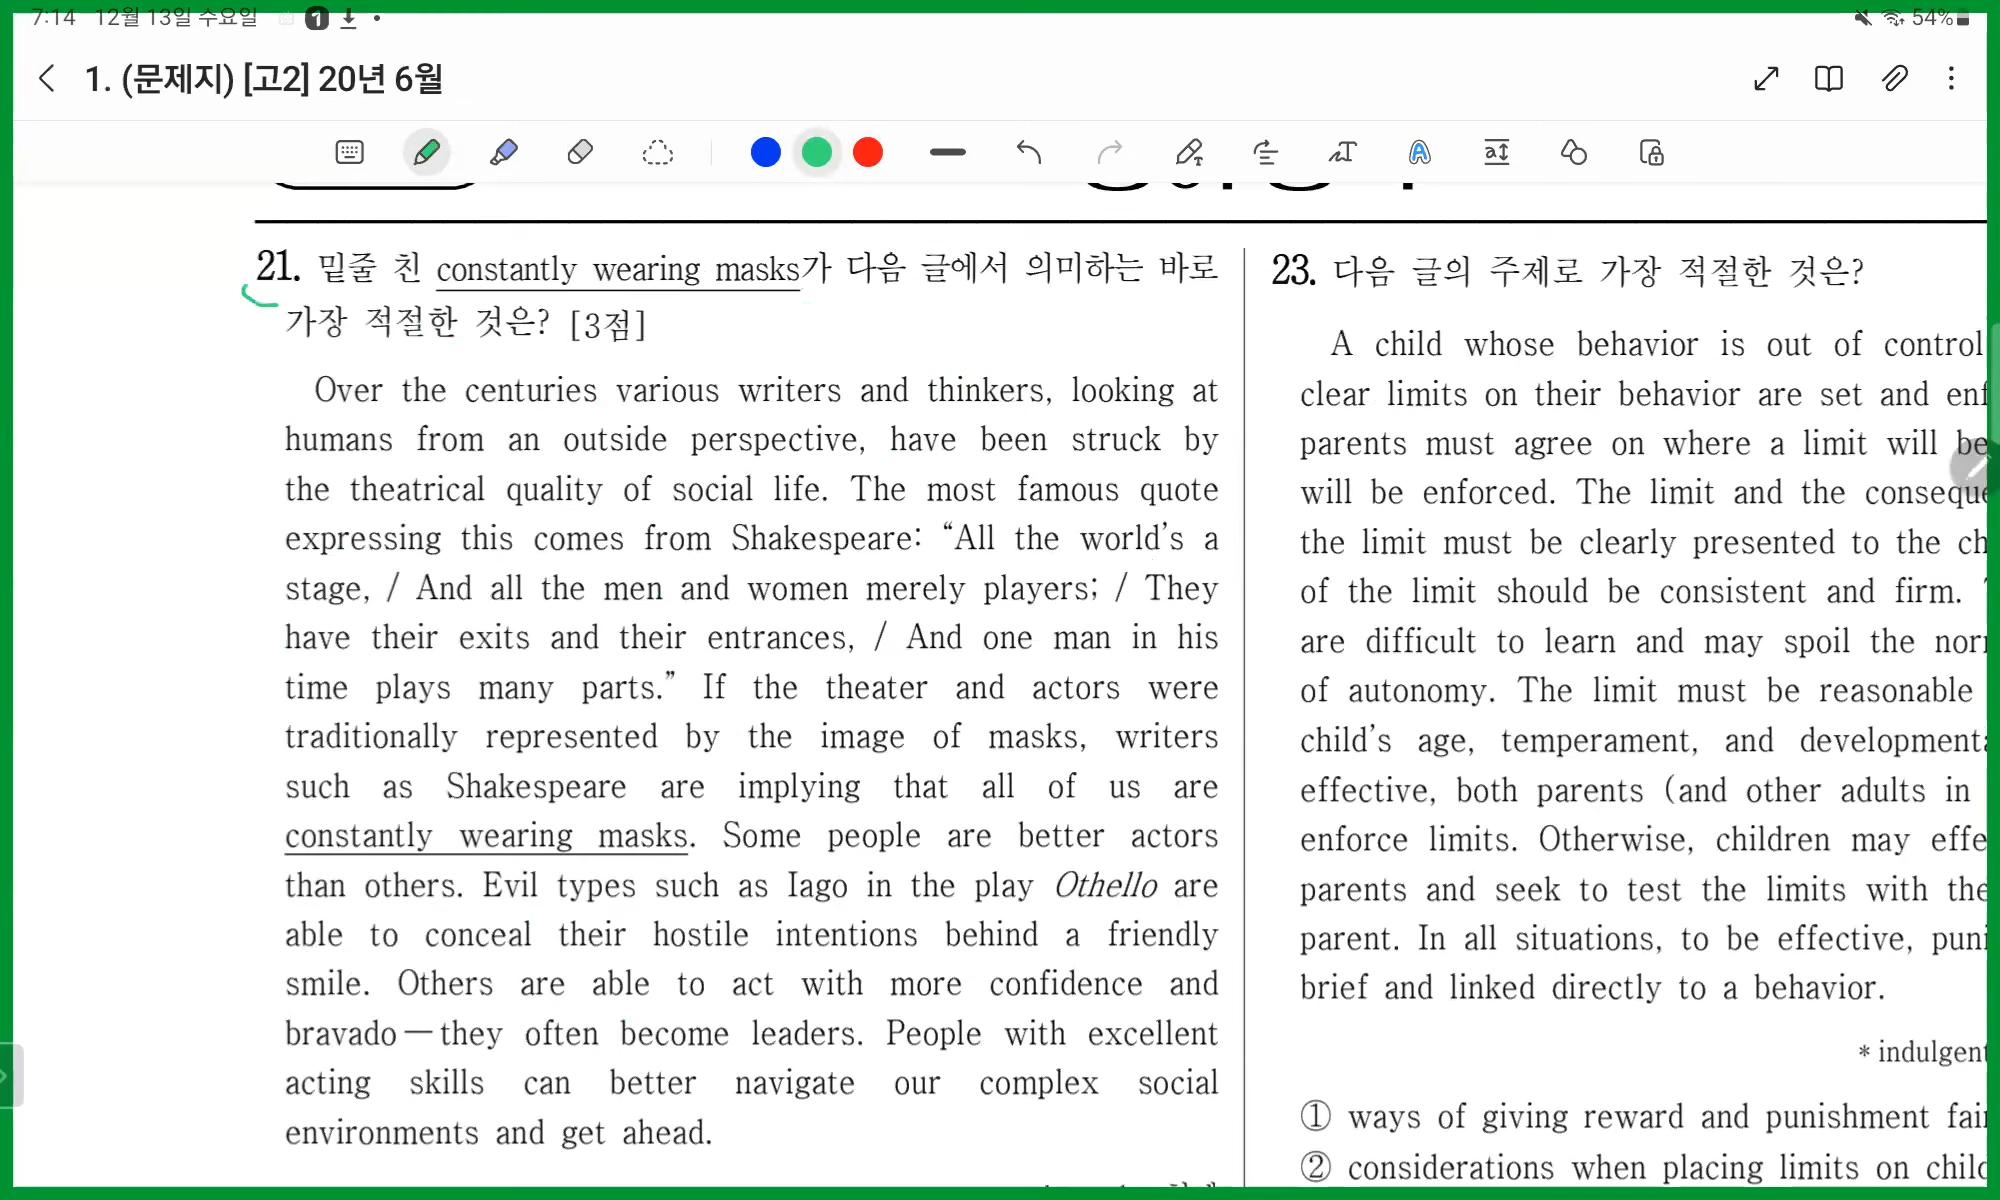 7:14 12월 13일 수요일
54%
1. (문제지) [고2] 20년 6월
21. 밑줄 친 constantly wearing masks가 다음 글에서 의미하는 바로
가장 적절한 것은? [3점]
Over the centuries various writers and thinkers, looking at
humans from an outside perspective, have been struck by
the theatrical quality of social life. The most famous quote
expressing this comes from Shakespeare: “All the world’s a
stage, / And all the men and women merely players; / They
have their exits and their entrances, / And one man in his
time plays many parts.” If the theater and actors were
traditionally represented by the image of masks, writers
such as Shakespeare are implying that all of us are
constantly wearing masks. Some people are better actors
than others. Evil types such as Iago in the play Othello are
able to conceal their hostile intentions behind a friendly
smile. Others are able to act with more confidence and
bravado—they often become leaders. People with excellent
acting skills can better navigate our complex social
environments and get ahead.
23. 다음 글의 주제로 가장 적절한 것은?
A child whose behavior is out of control
clear limits on their behavior are set and
parents must agree on where a limit will be
will be enforced. The limit and the
the limit must be clearly presented to the
of the limit should be consistent and firm.
are difficult to learn and may spoil the
of autonomy. The limit must be reasonable
child’s age, temperament, and
effective, both parents (and other adults in
enforce limits. Otherwise, children may
parents and seek to test the limits with
parent. In all situations, to be effective,
brief and linked directly to a behavior.
* indulgent
① ways of giving reward and punishment
② considerations when placing limits on